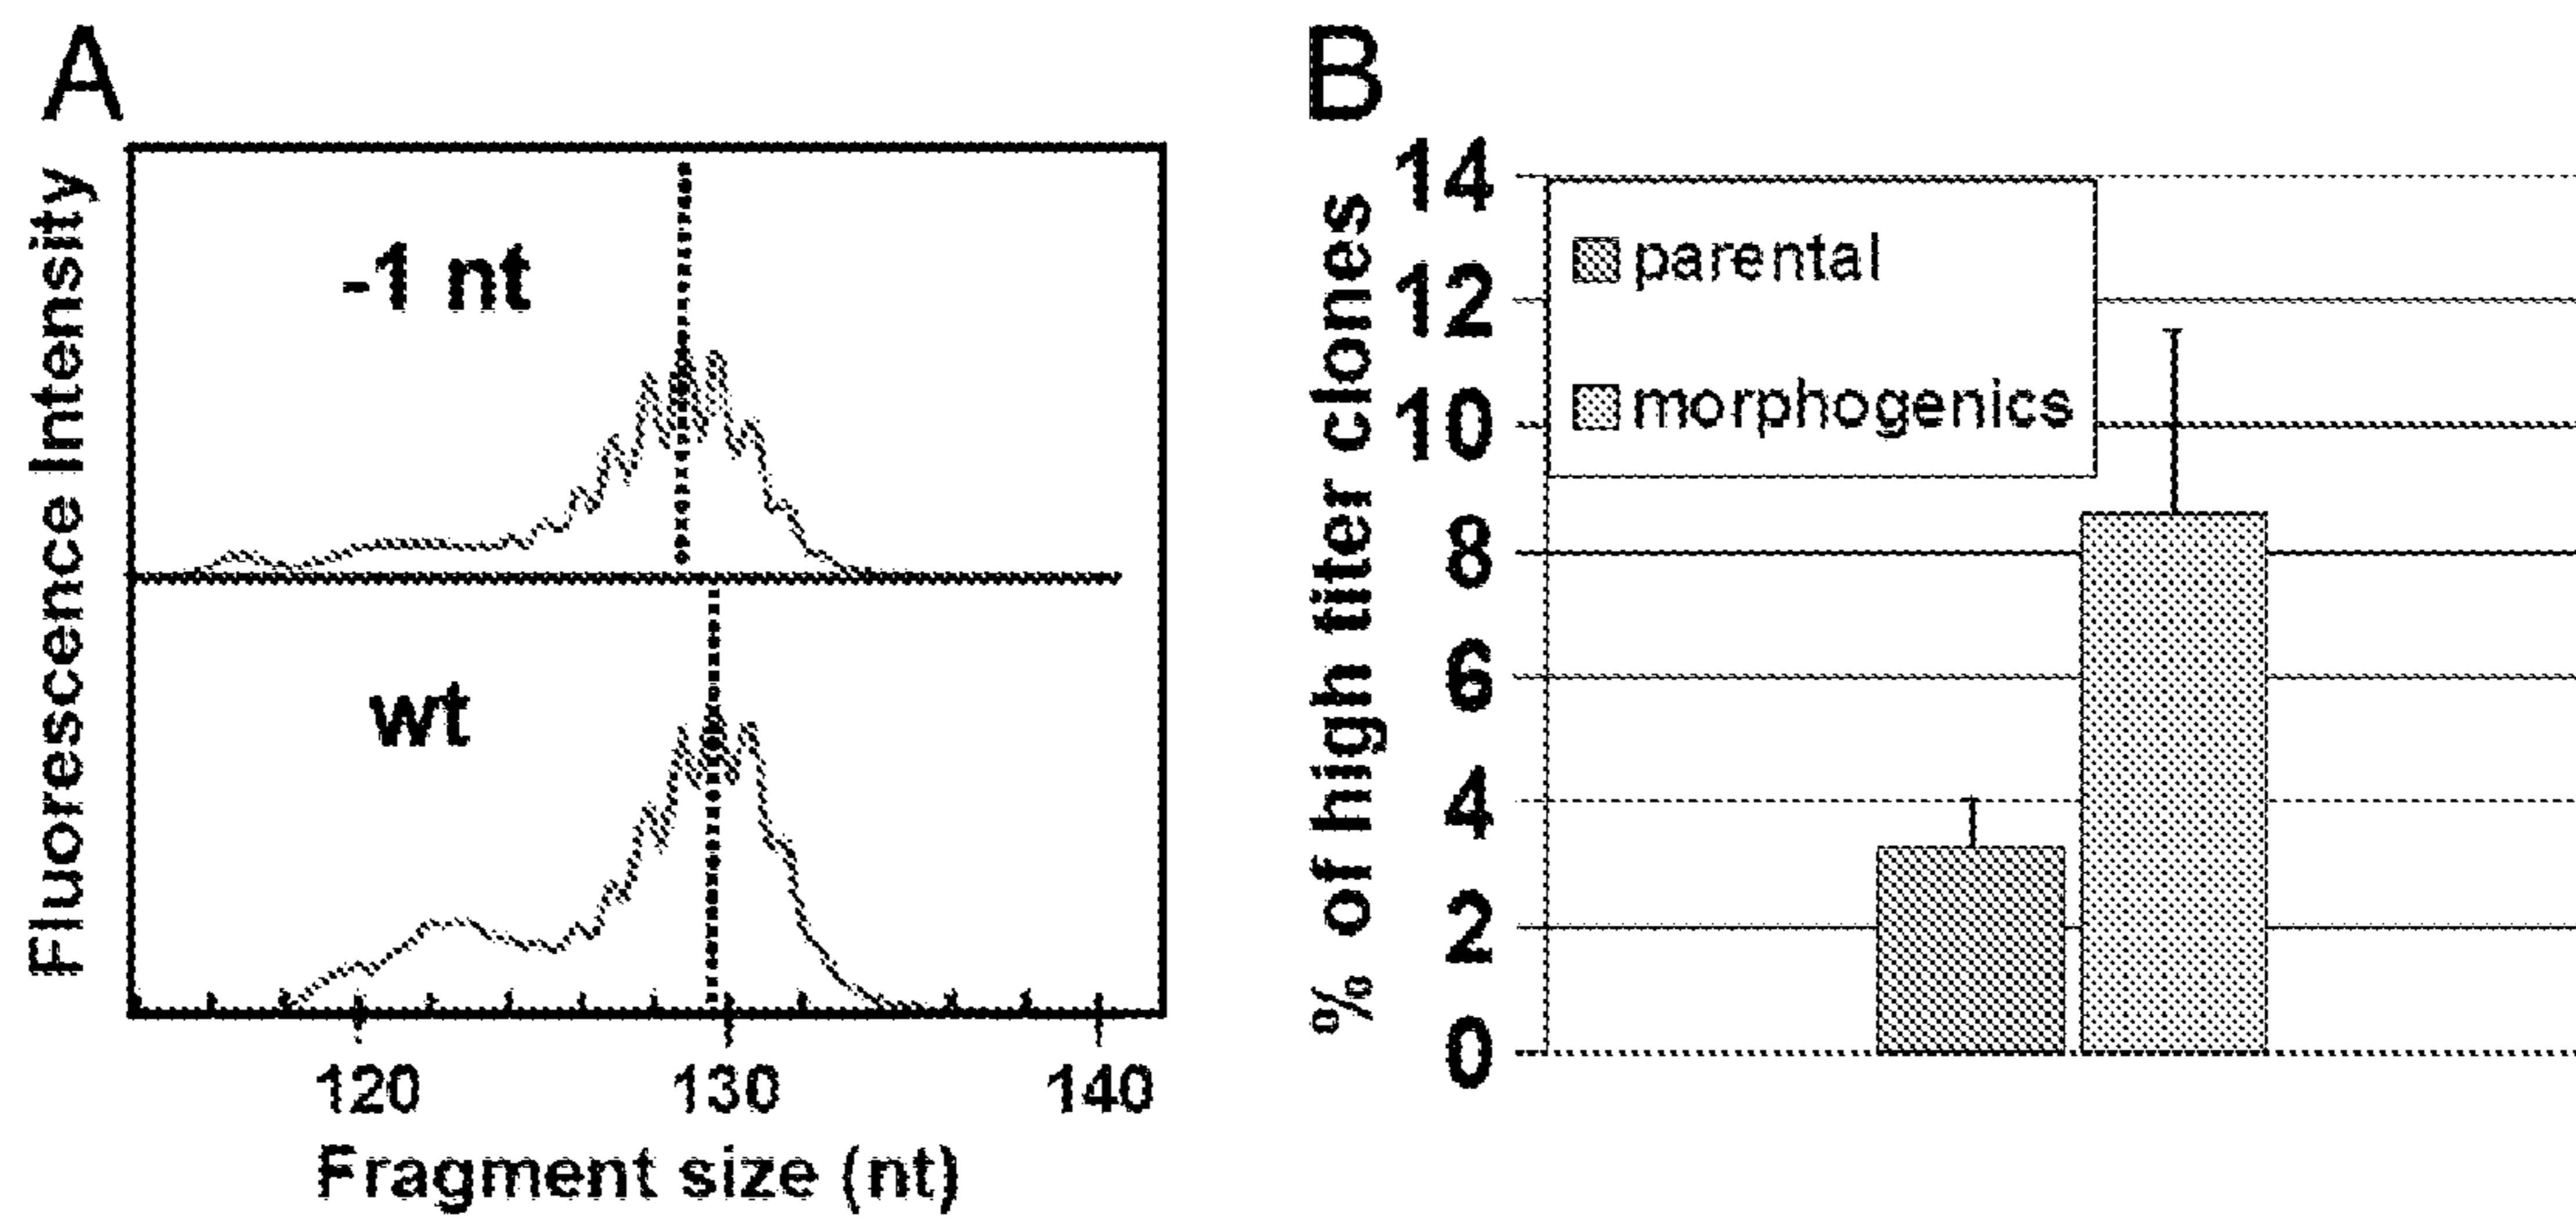 A
Fluorescence Intensity
-1 nt
wt
120 130 140
Fragment size (nt)
B
% of high titer clones
14
12
10
8
6
4
2
0
parental
morphogenics